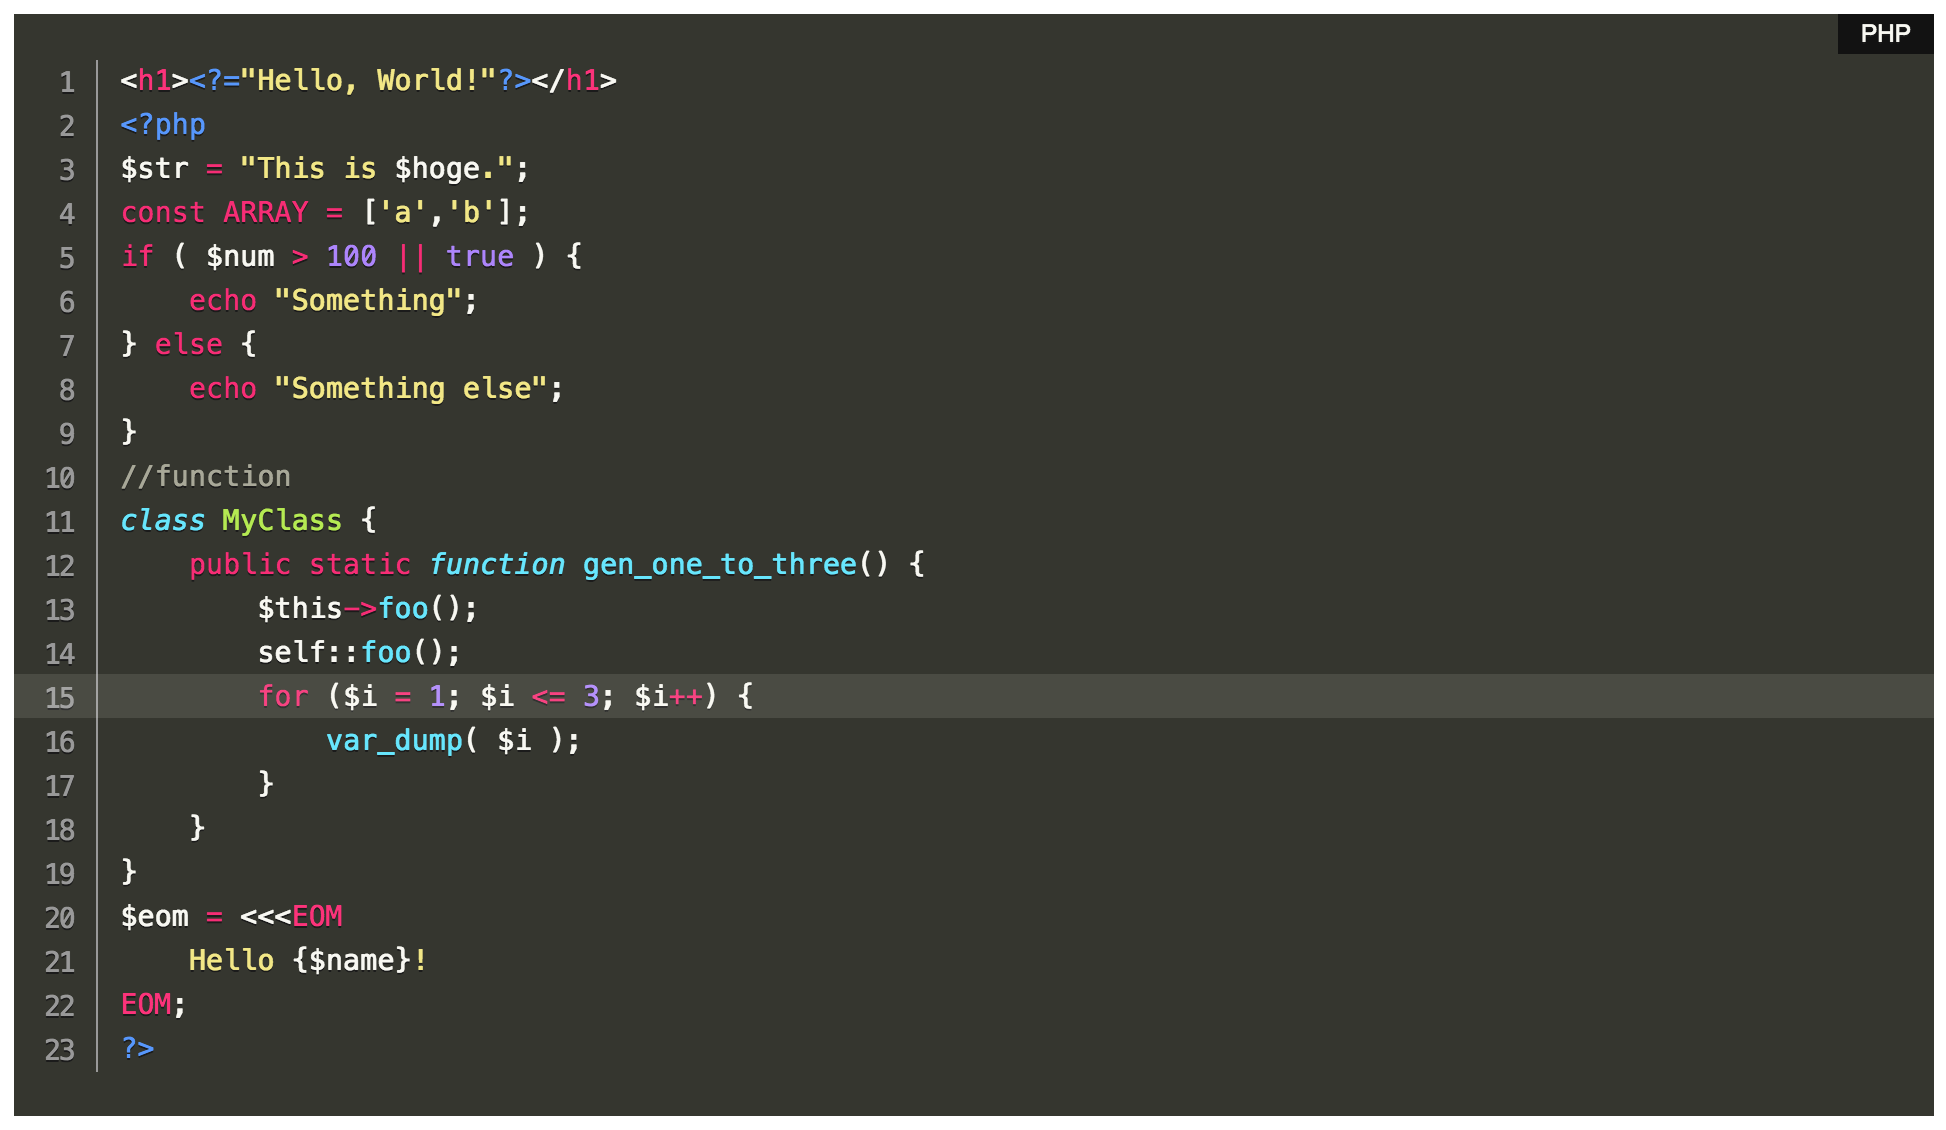 PHP
1 <h1><?="Hello, World!"?></h1>
2 <?php
3 $str = "This is $hoge.";
4 const ARRAY = ['a','b'];
5 if ( $num > 100 || true ) {
6     echo "Something";
7 } else {
8     echo "Something else";
9 }
10 //function
11 class MyClass {
12     public static function gen_one_to_three() {
13         $this->foo();
14         self::foo();
15         for ($i = 1; $i <= 3; $i++) {
16             var_dump( $i );
17         }
18     }
19 }
20 $eom = <<<EOM
21     Hello {$name}!
22 EOM;
23 ?>